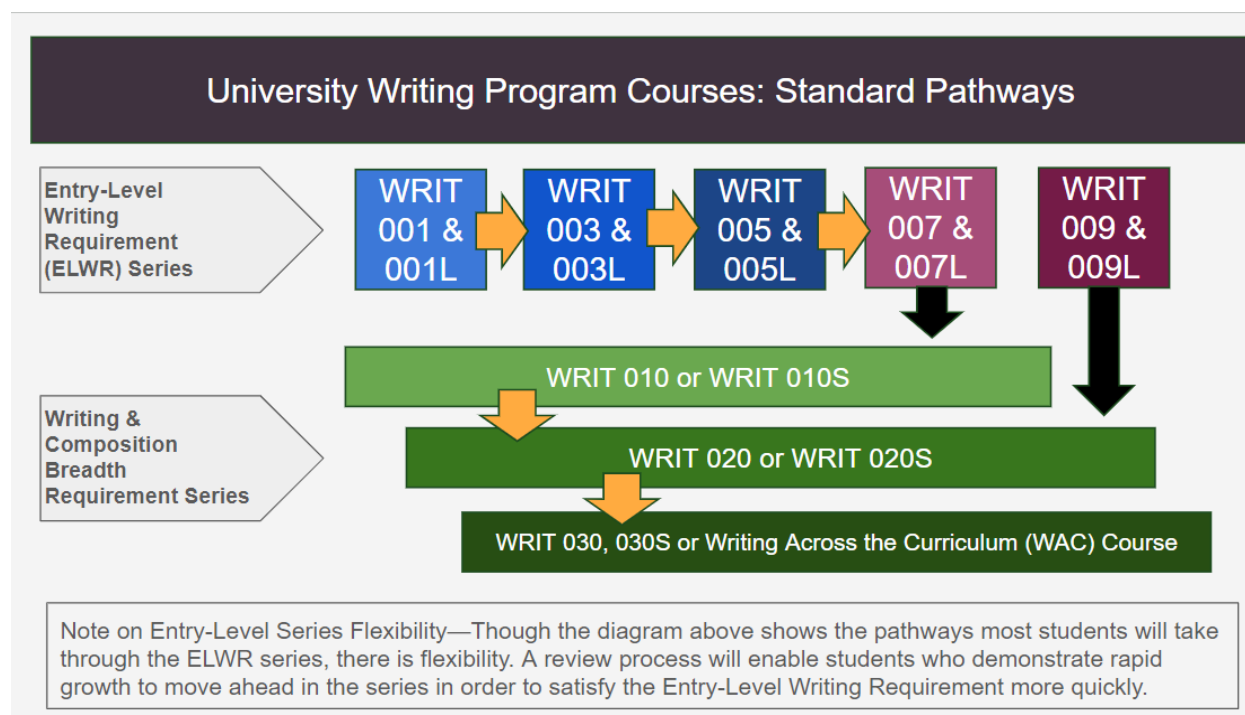 University Writing Program Courses: Standard Pathways
Entry-Level
Writing
Requirement
(ELWR) Series
WRIT
001 &
001L
WRIT
003 &
003L
WRIT
005 &
005L
WRIT
007 &
007L
WRIT
009 &
009L
Writing &
Composition
Breadth
Requirement Series
WRIT 010 or WRIT 010S
WRIT 020 or WRIT 020S
WRIT 030, 030S or Writing Across the Curriculum (WAC) Course
Note on Entry-Level Series Flexibility—Though the diagram above shows the pathways most students will take
through the ELWR series, there is flexibility. A review process will enable students who demonstrate rapid
growth to move ahead in the series in order to satisfy the Entry-Level Writing Requirement more quickly.